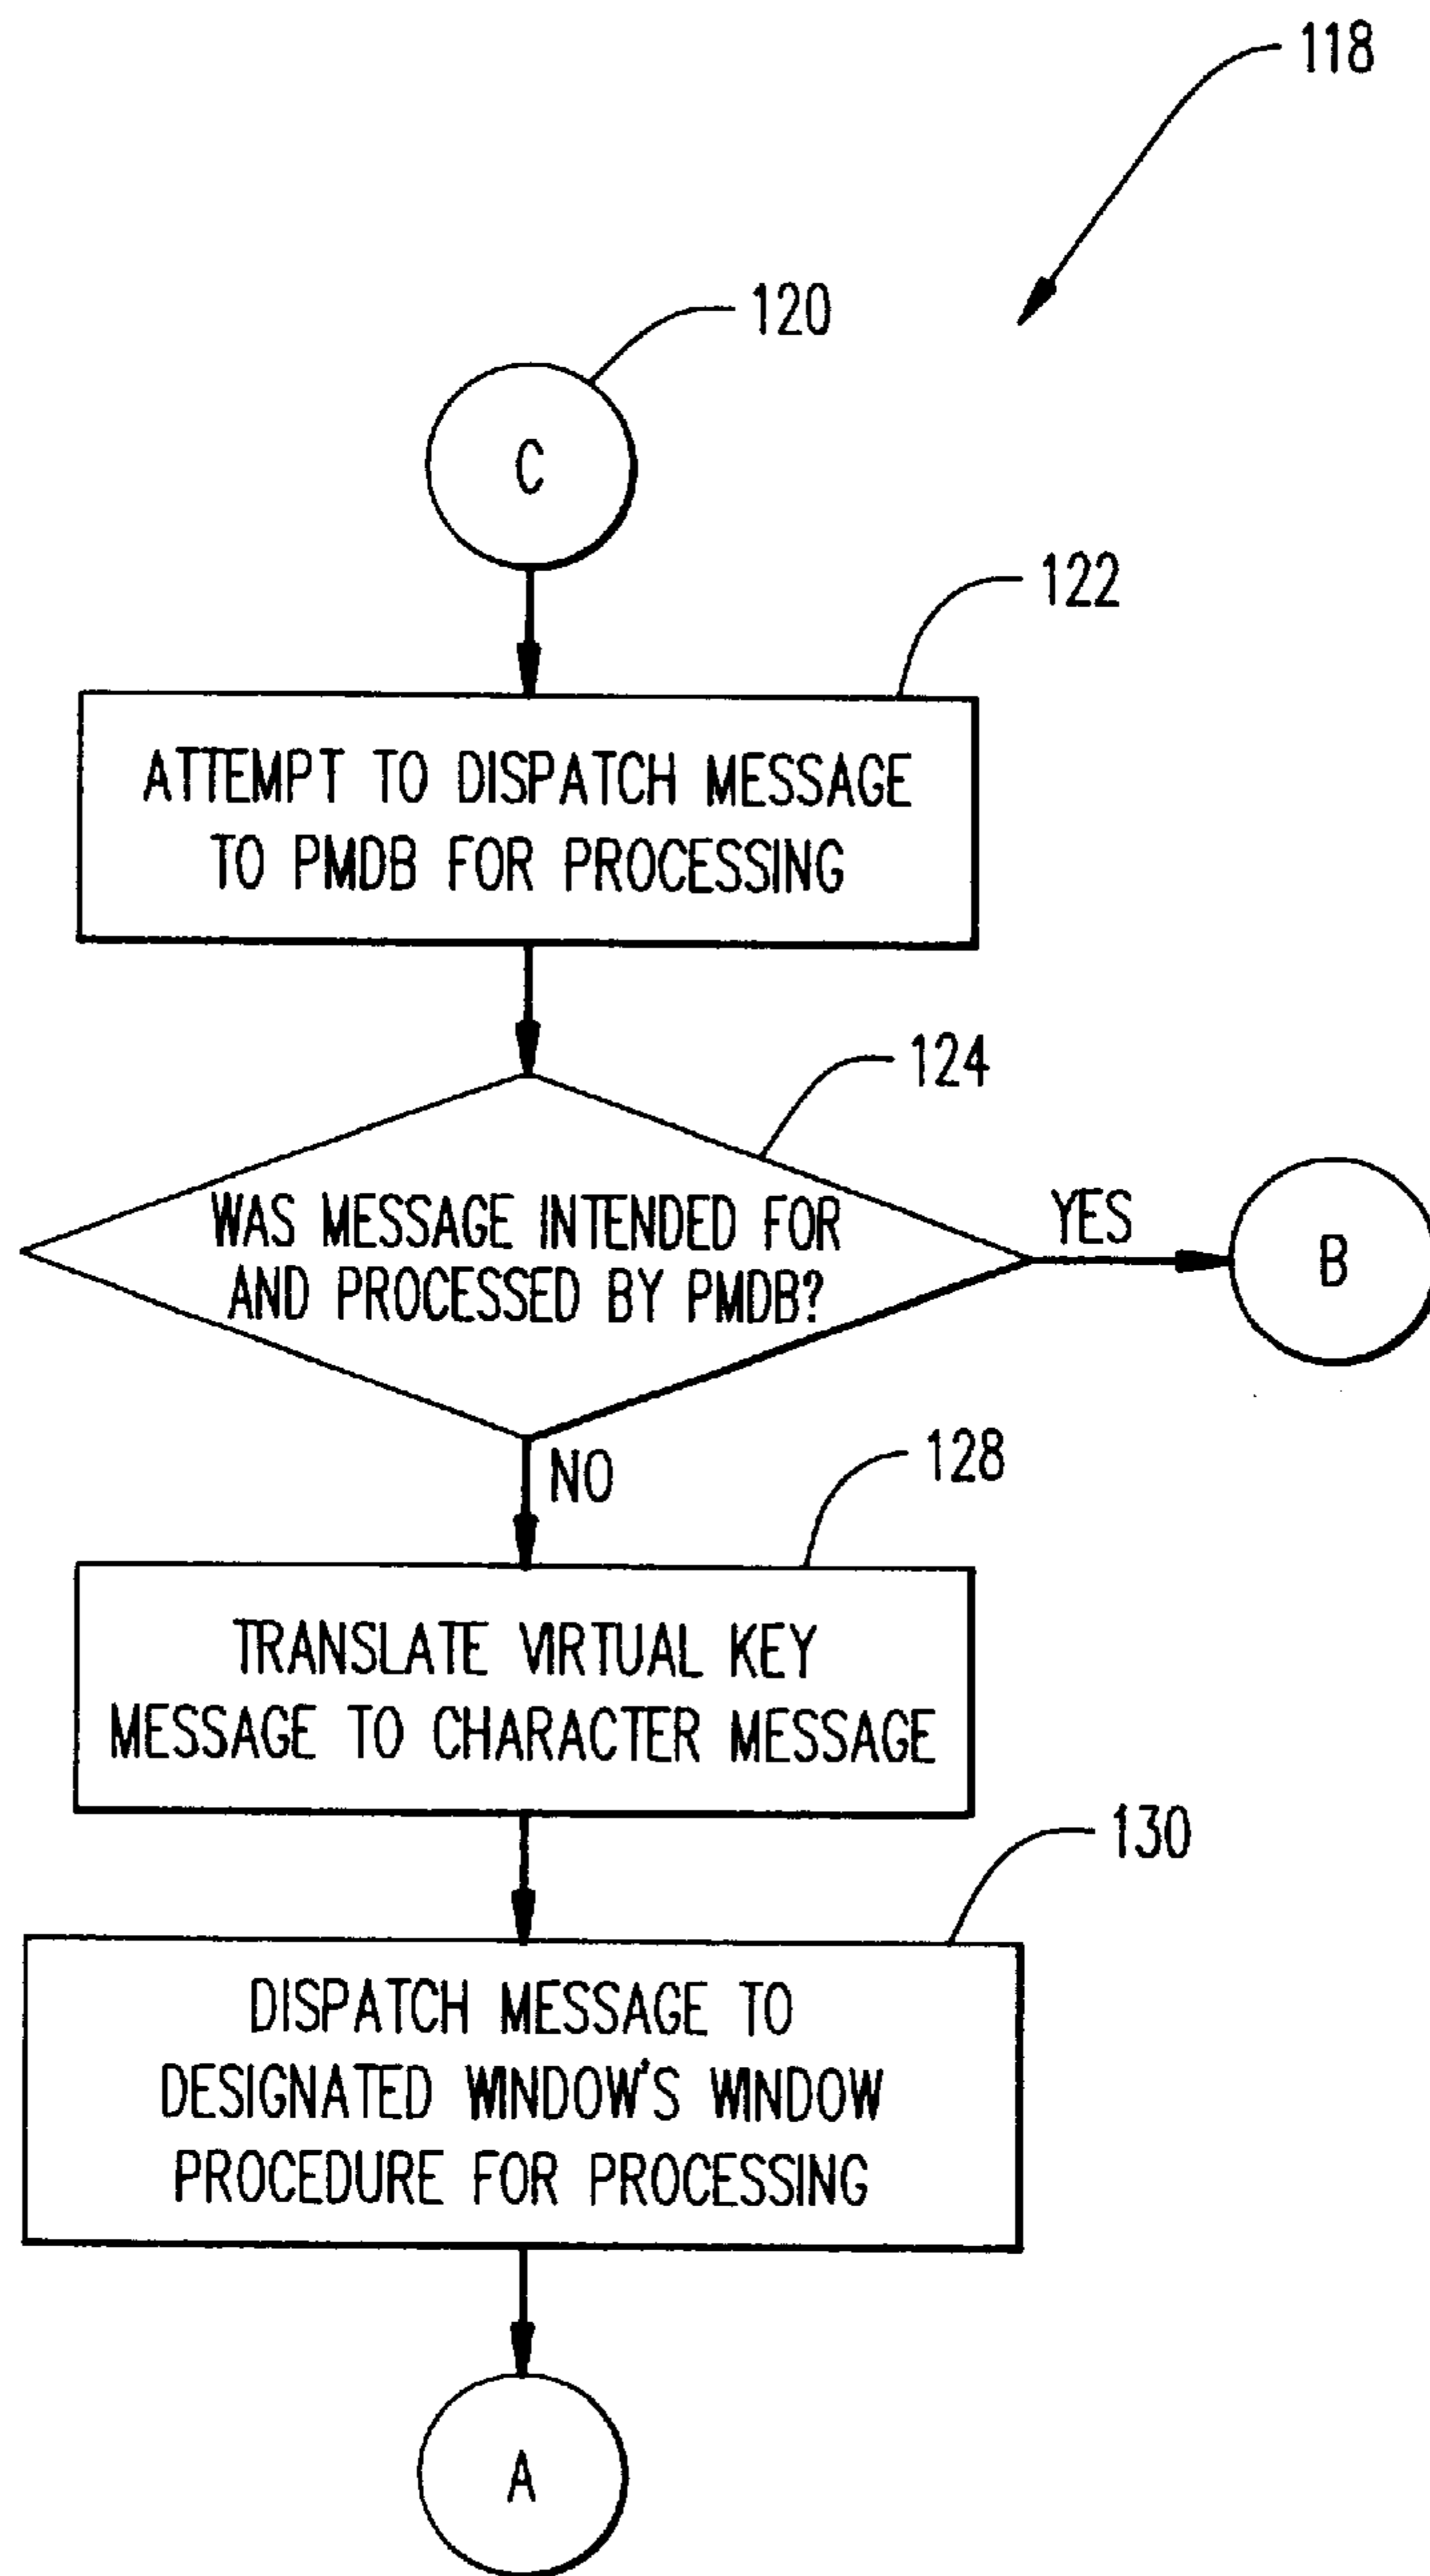 118
120
C
122
ATTEMPT TO DISPATCH MESSAGE
TO PMDB FOR PROCESSING
124
WAS MESSAGE INTENDED FOR
AND PROCESSED BY PMDB?
YES
B
NO
128
TRANSLATE VIRTUAL KEY
MESSAGE TO CHARACTER MESSAGE
130
DISPATCH MESSAGE TO
DESIGNATED WINDOW'S WINDOW
PROCEDURE FOR PROCESSING
A